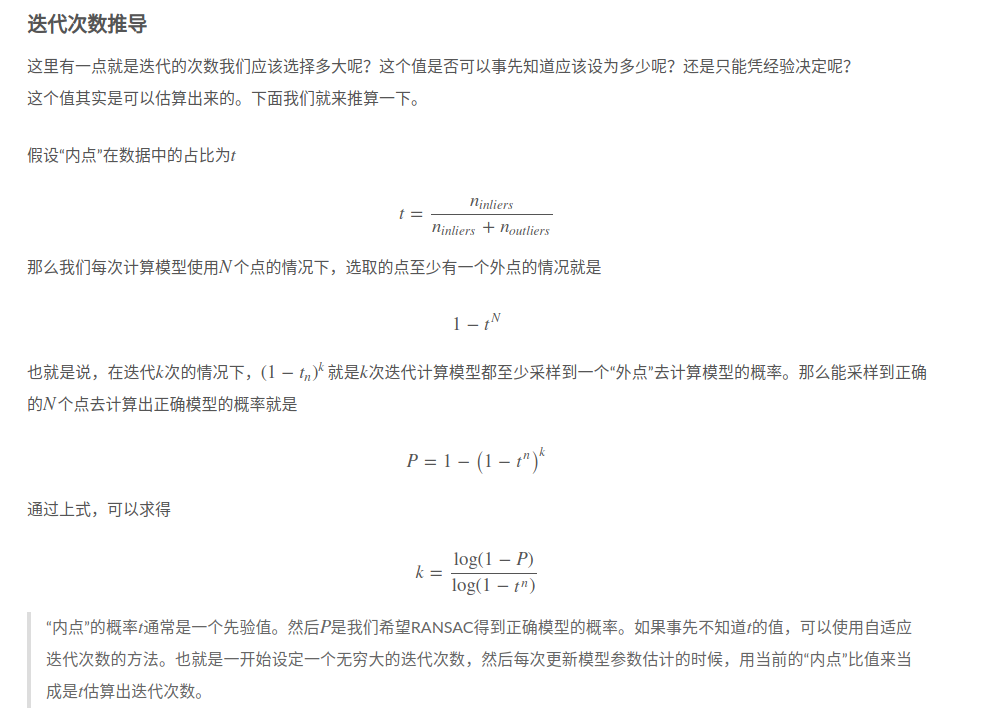 迭代次数推导
这里有一点就是迭代的次数我们应该选择多大呢？这个值是否可以事先知道应该设为多少呢？还是只能凭经验决定呢？
这个值其实是可以估算出来的。下面我们就来推算一下。
假设“内点”在数据中的占比为t
t = \frac{n_{inliers}}{n_{inliers} + n_{outliers}}
那么我们每次计算模型使用N个点的情况下，选取的点至少有一个外点的情况就是
1 − t^N
也就是说，在迭代k次的情况下，(1 − t_n)^k 就是k次迭代计算模型都至少采样到一个“外点”去计算模型的概率。那么能采样到正确
的N个点去计算出正确模型的概率就是
P = 1 − (1 − t^n)^k
通过上式，可以求得
k = \frac{log(1 − P)}{log(1 − t^n)}
“内点”的概率t通常是一个先验值。然后P是我们希望RANSAC得到正确模型的概率。如果事先不知道t的值，可以使用自适应
迭代次数的方法。也就是一开始设定一个无穷大的迭代次数，然后每次更新模型参数估计的时候，用当前的“内点”比值来当
成是t估算出迭代次数。